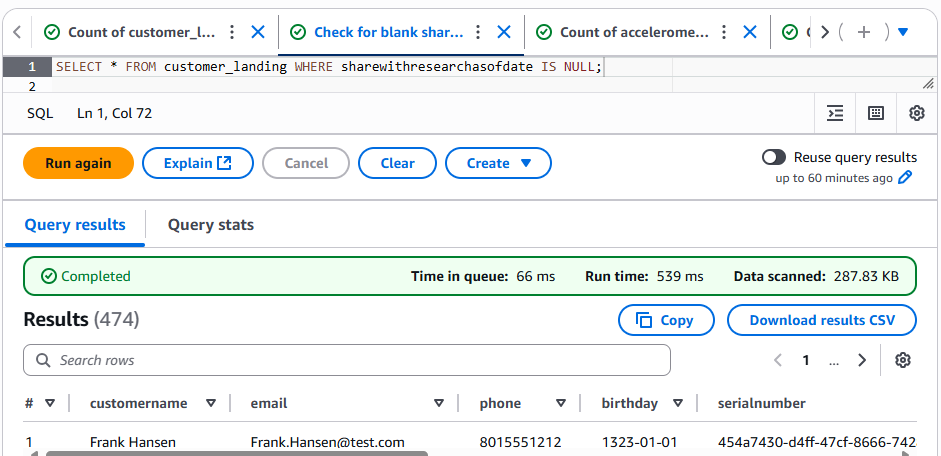 Count of customer_l...
Check for blank shar...
Count of accelerome...
1 SELECT * FROM customer_landing WHERE sharewithresearchasofdate IS NULL;
2
SQL Ln 1, Col 72
Run again Explain Cancel Clear Create
Reuse query results
up to 60 minutes ago
Query results Query stats
Completed Time in queue: 66 ms Run time: 539 ms Data scanned: 287.83 KB
Results (474)
Copy Download results CSV
Search rows
1 ...
# customername email phone birthday serialnumber
1 Frank Hansen Frank.Hansen@test.com 8015551212 1323-01-01 454a7430-d4ff-47cf-8666-742